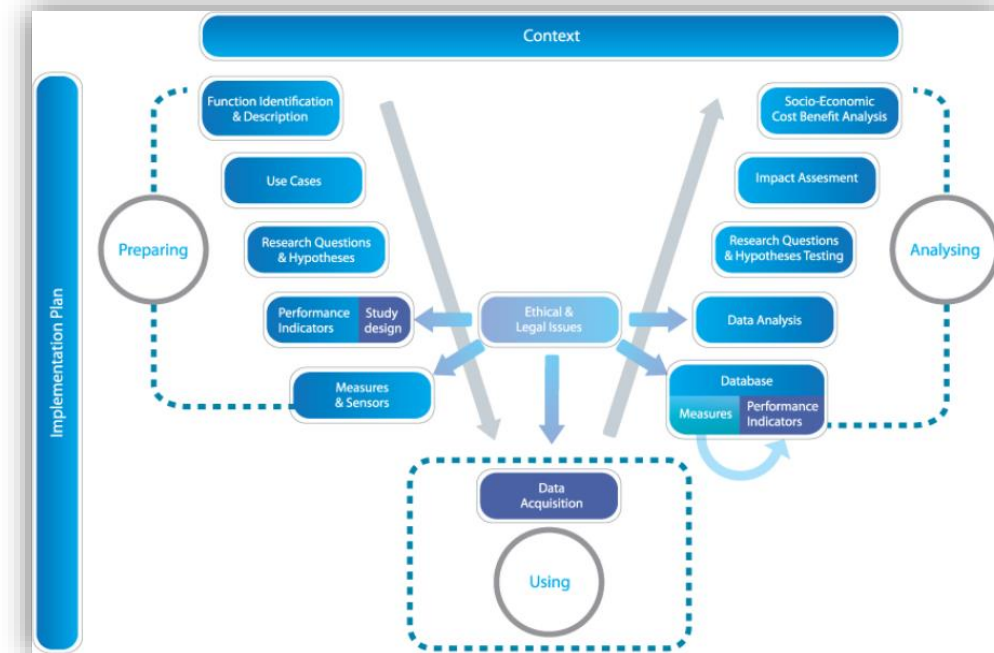 Context
Implementation Plan
Function Identification
& Description
Use Cases
Research Questions
& Hypotheses
Performance
Indicators
Study
design
Measures
& Sensors
Preparing
Ethical &
Legal Issues
Data
Acquisition
Using
Socio-Economic
Cost Benefit Analysis
Impact Assesment
Research Questions
& Hypotheses Testing
Data Analysis
Database
Measures
Performance
Indicators
Analysing